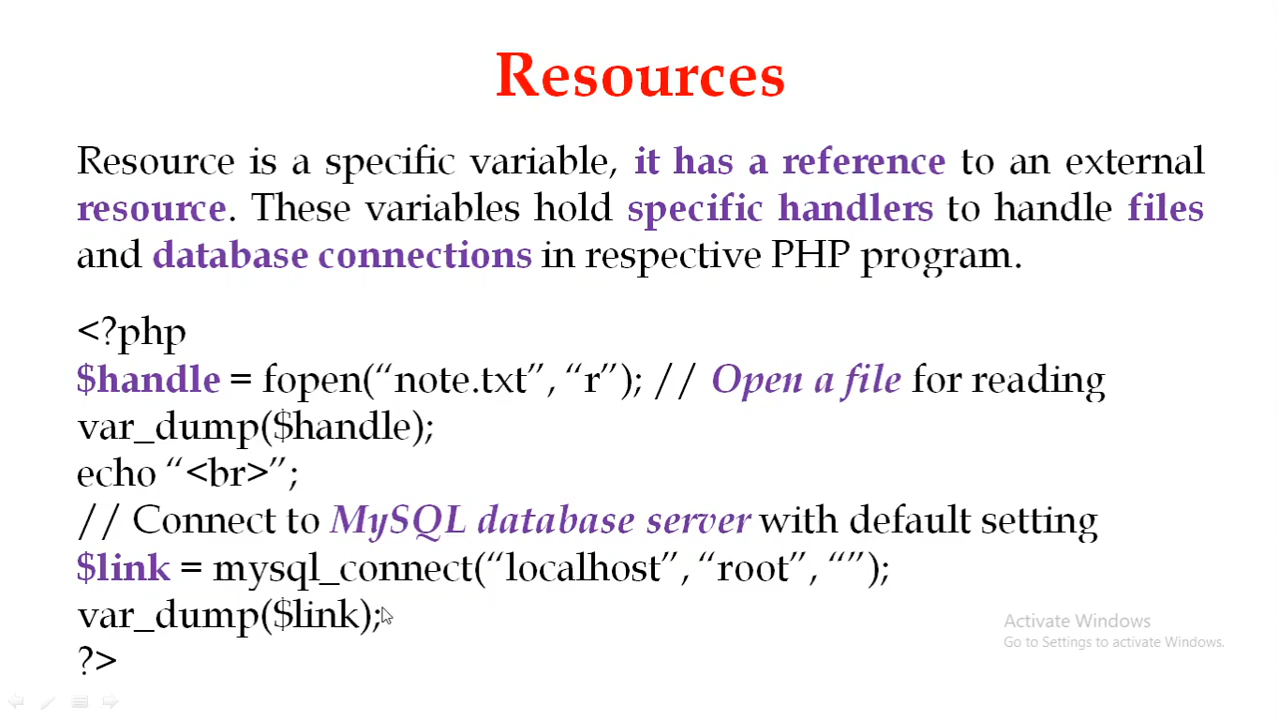 Resources
Resource is a specific variable, it has a reference to an external
resource. These variables hold specific handlers to handle files
and database connections in respective PHP program.
<?php
$handle = fopen(“note.txt”, “r”); // Open a file for reading
var_dump($handle);
echo “<br>”;
// Connect to MySQL database server with default setting
$link = mysql_connect(“localhost”, “root”, “”);
var_dump($link);
?>
Activate Windows
Go to Settings to activate Windows.